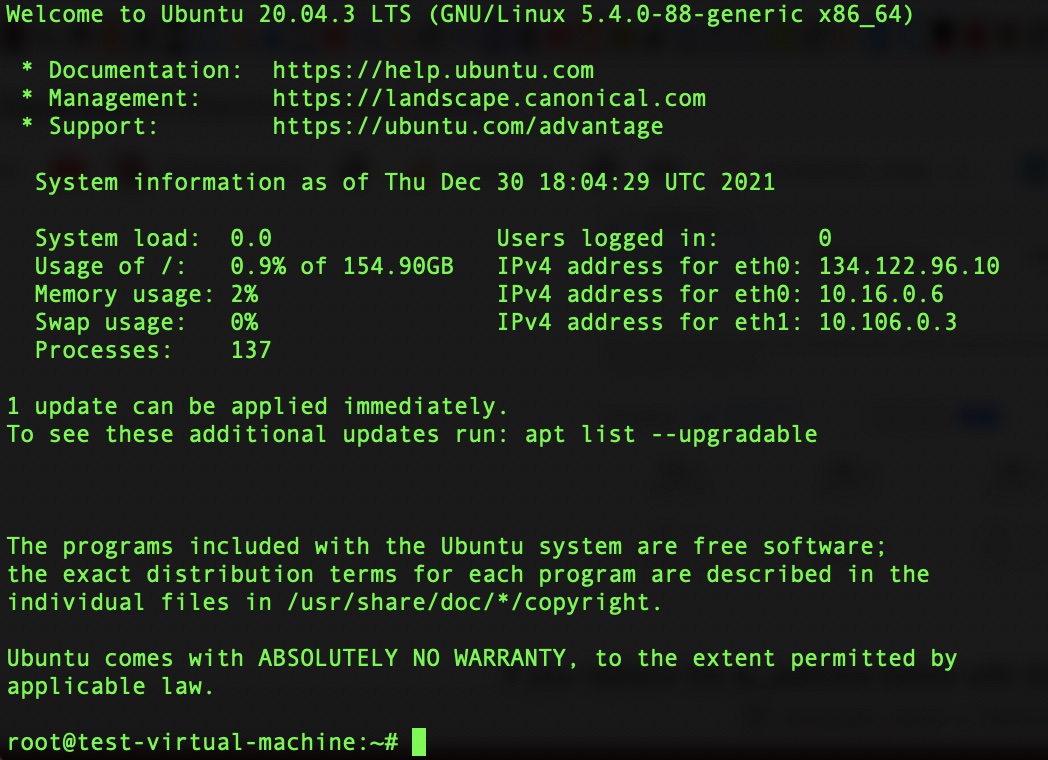 Welcome to Ubuntu 20.04.3 LTS (GNU/Linux 5.4.0-88-generic x86_64)
* Documentation:  https://help.ubuntu.com
* Management:     https://landscape.canonical.com
* Support:        https://ubuntu.com/advantage
System information as of Thu Dec 30 18:04:29 UTC 2021
System load:  0.0                Users logged in:       0
Usage of /:   0.9% of 154.90GB   IPv4 address for eth0: 134.122.96.10
Memory usage: 2%                 IPv4 address for eth0: 10.16.0.6
Swap usage:   0%                 IPv4 address for eth1: 10.106.0.3
Processes:    137
1 update can be applied immediately.
To see these additional updates run: apt list --upgradable
The programs included with the Ubuntu system are free software;
the exact distribution terms for each program are described in the
individual files in /usr/share/doc/*/copyright.
Ubuntu comes with ABSOLUTELY NO WARRANTY, to the extent permitted by
applicable law.
root@test-virtual-machine:~#